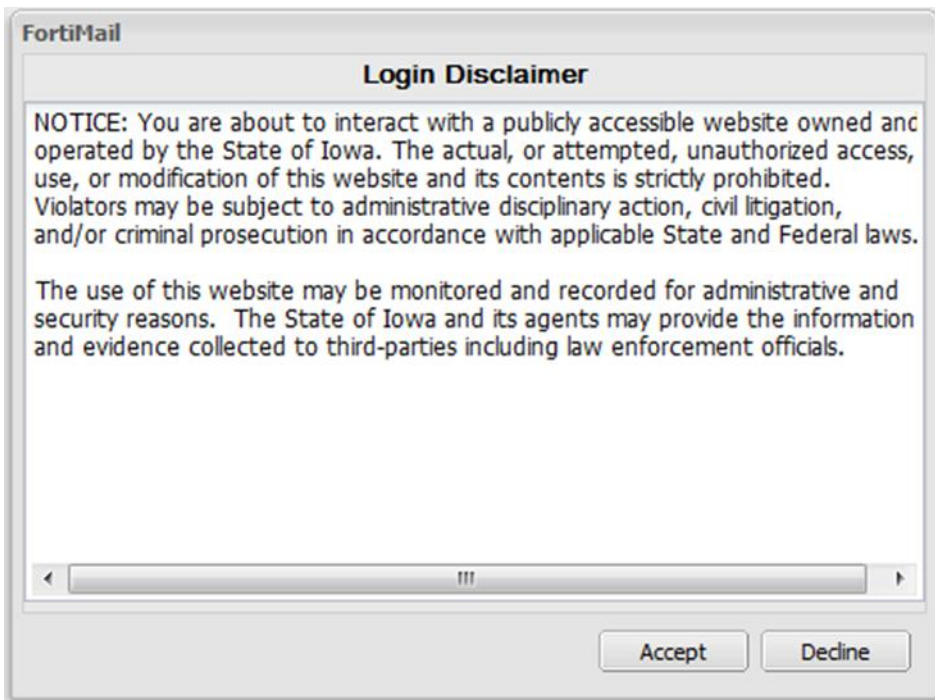 FortiMail
Login Disclaimer
NOTICE: You are about to interact with a publicly accessible website owned and
operated by the State of Iowa. The actual, or attempted, unauthorized access,
use, or modification of this website and its contents is strictly prohibited.
Violators may be subject to administrative disciplinary action, civil litigation,
and/or criminal prosecution in accordance with applicable State and Federal laws.
The use of this website may be monitored and recorded for administrative and
security reasons.  The State of Iowa and its agents may provide the information
and evidence collected to third-parties including law enforcement officials.
Accept Decline